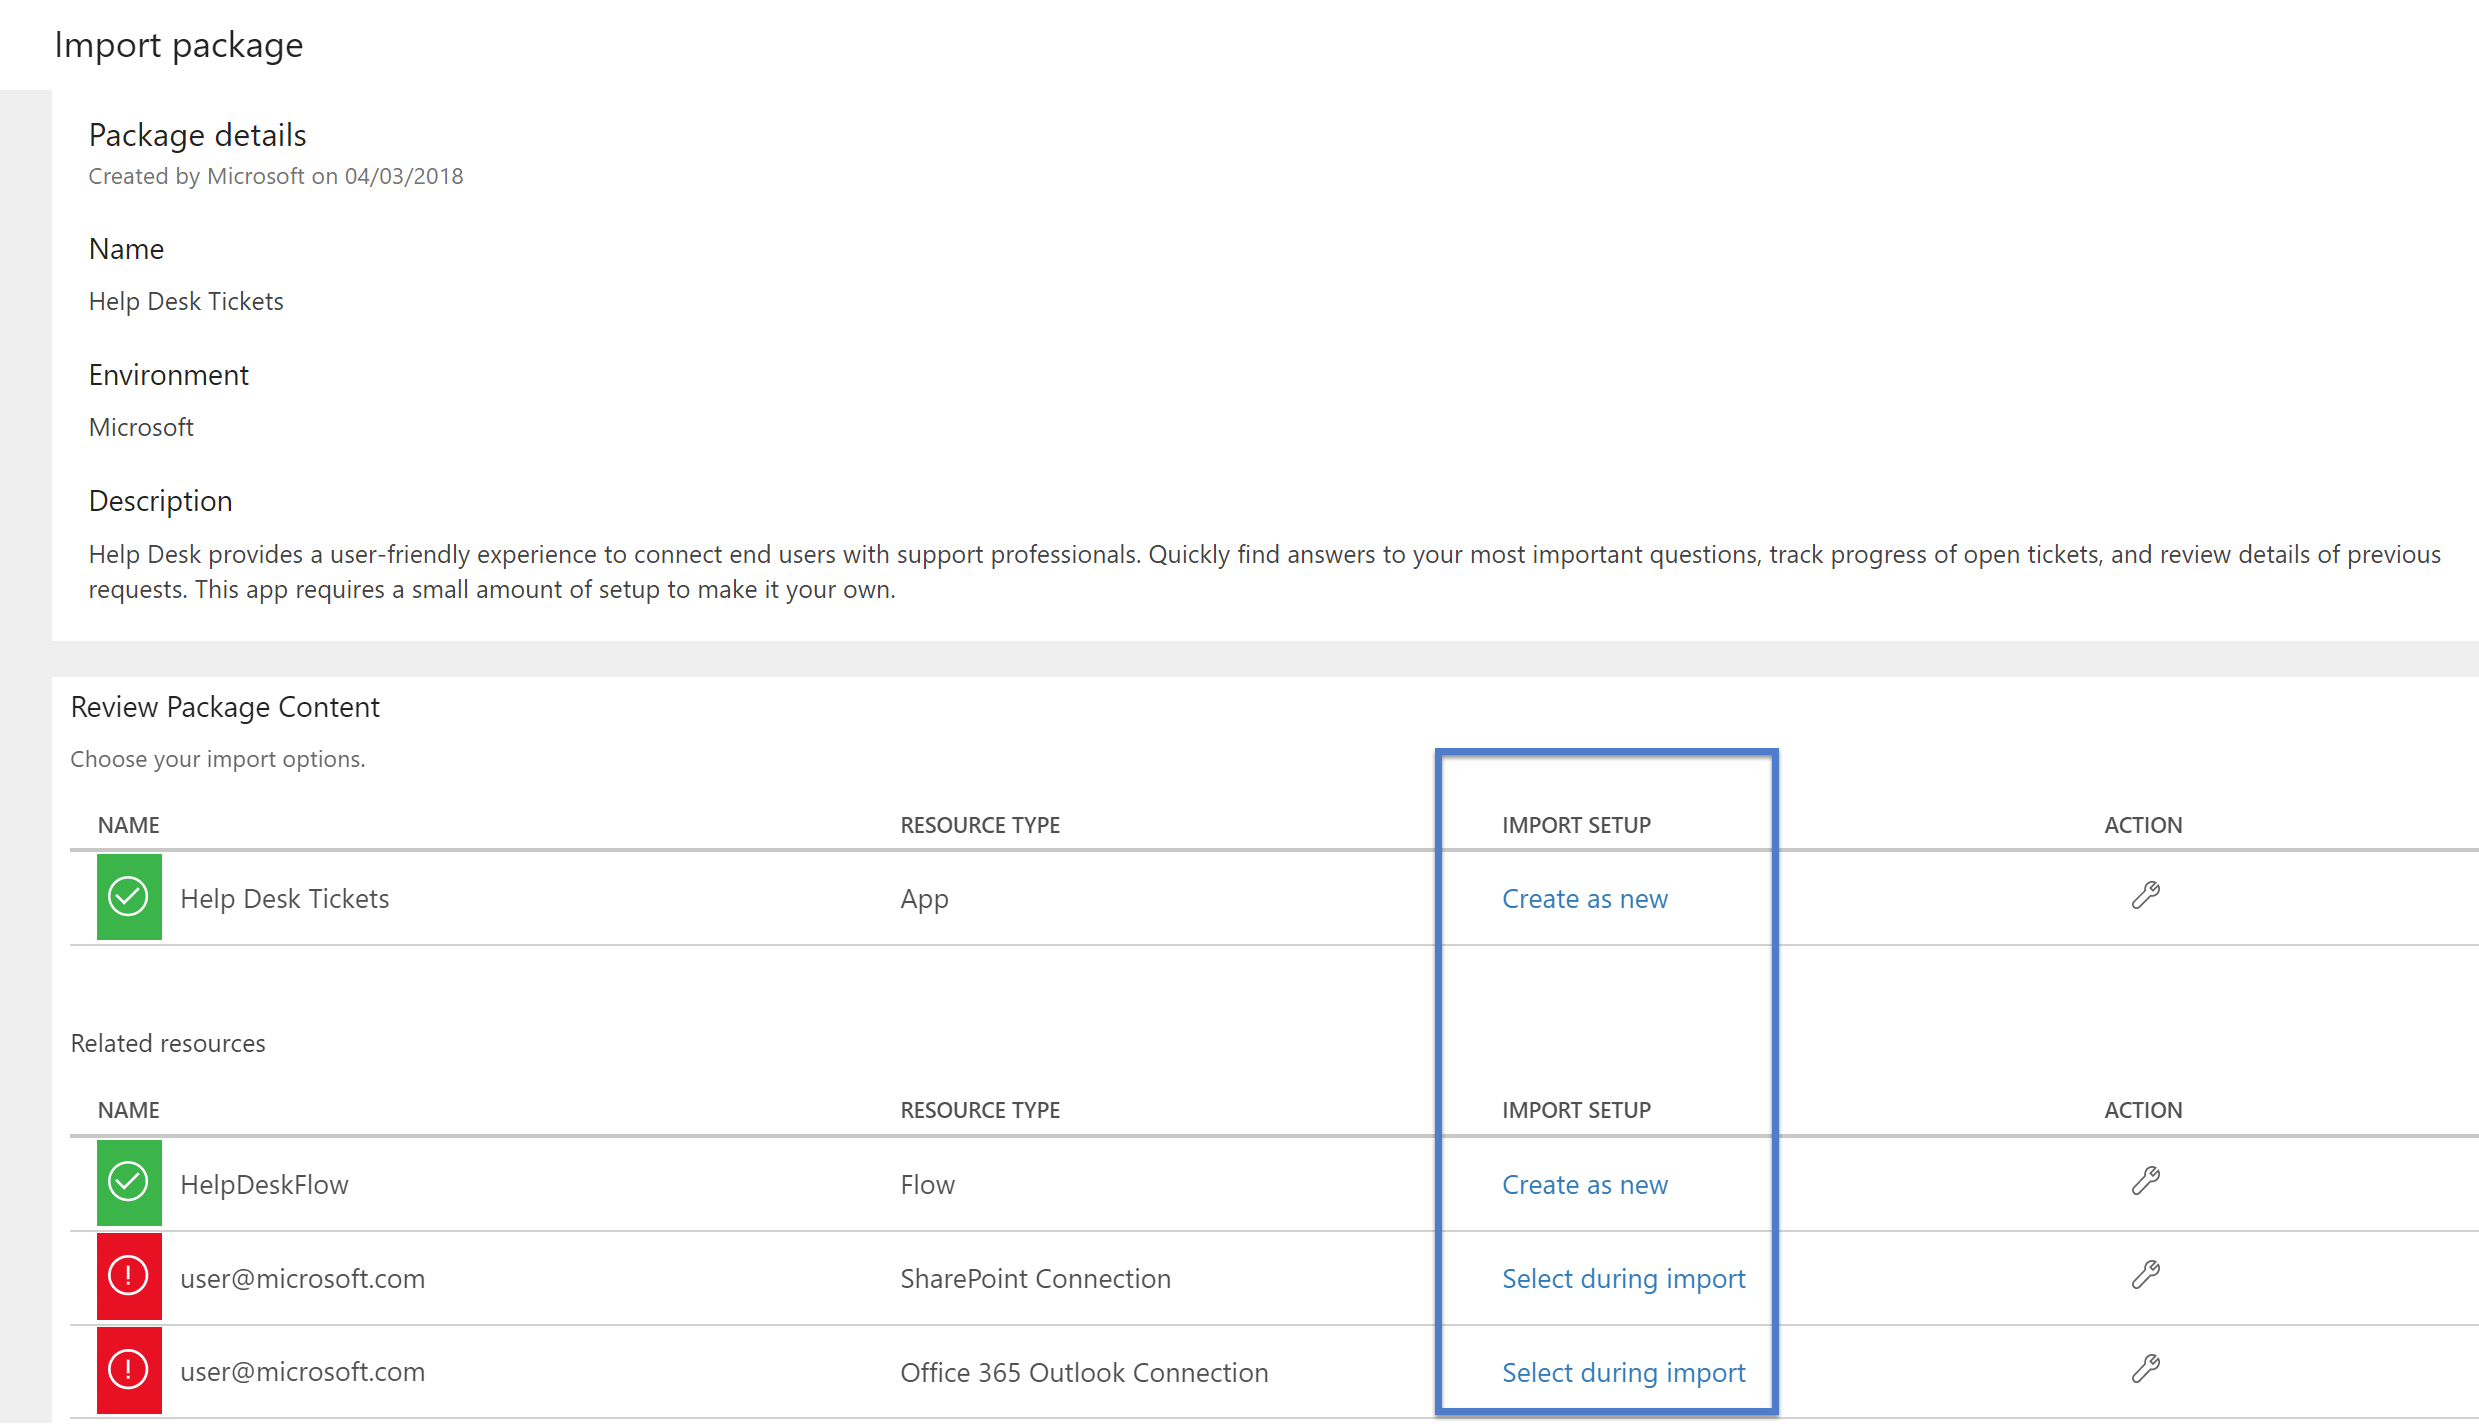 Import package
Package details
Created by Microsoft on 04/03/2018
Name
Help Desk Tickets
Environment
Microsoft
Description
Help Desk provides a user-friendly experience to connect end users with support professionals. Quickly find answers to your most important questions, track progress of open tickets, and review details of previous
requests. This app requires a small amount of setup to make it your own.
Review Package Content
Choose your import options.
NAME RESOURCE TYPE IMPORT SETUP ACTION
Help Desk Tickets App Create as new
Related resources
NAME RESOURCE TYPE IMPORT SETUP ACTION
HelpDeskFlow Flow Create as new
user@microsoft.com SharePoint Connection Select during import
user@microsoft.com Office 365 Outlook Connection Select during import